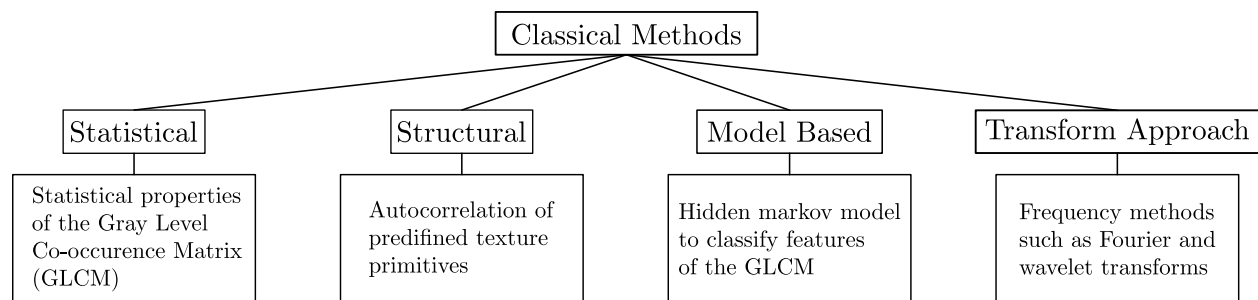 Classical Methods
Statistical
Structural
Model Based
Transform Approach
Statistical properties
of the Gray Level
Co-occurence Matrix
(GLCM)
Autocorrelation of
predifined texture
primitives
Hidden markov model
to classify features
of the GLCM
Frequency methods
such as Fourier and
wavelet transforms